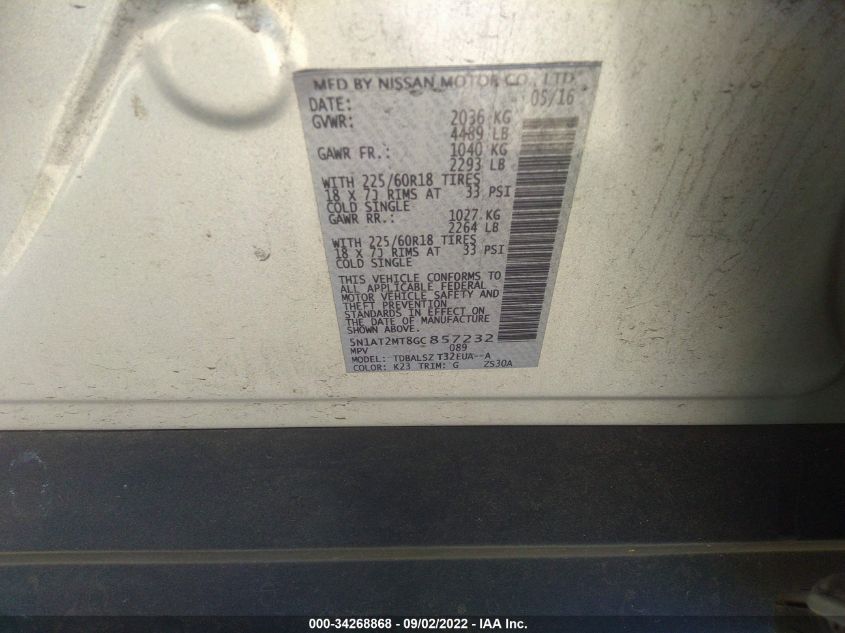 MFD BY NISSAN MOTOR CO., LTD.
DATE: 05/16
GVWR: 2036 KG
4489 LB
GAWR FR.: 1040 KG
2293 LB
WITH 225/60R18 TIRES
18 X 7J RIMS AT 33 PSI
COLD SINGLE
GAWR RR.: 1027 KG
2264 LB
WITH 225/60R18 TIRES
18 X 7J RIMS AT 33 PSI
COLD SINGLE
THIS VEHICLE CONFORMS TO
ALL APPLICABLE FEDERAL
MOTOR VEHICLE SAFETY AND
THEFT PREVENTION
STANDARDS IN EFFECT ON
THE DATE OF MANUFACTURE
SHOWN ABOVE.
5N1AT2MT8GC857232
MPV 089
MODEL: TDBALSZ T32EUA--A
COLOR: K23 TRIM: G ZS30A
000-34268868 - 09/02/2022 - IAA Inc.